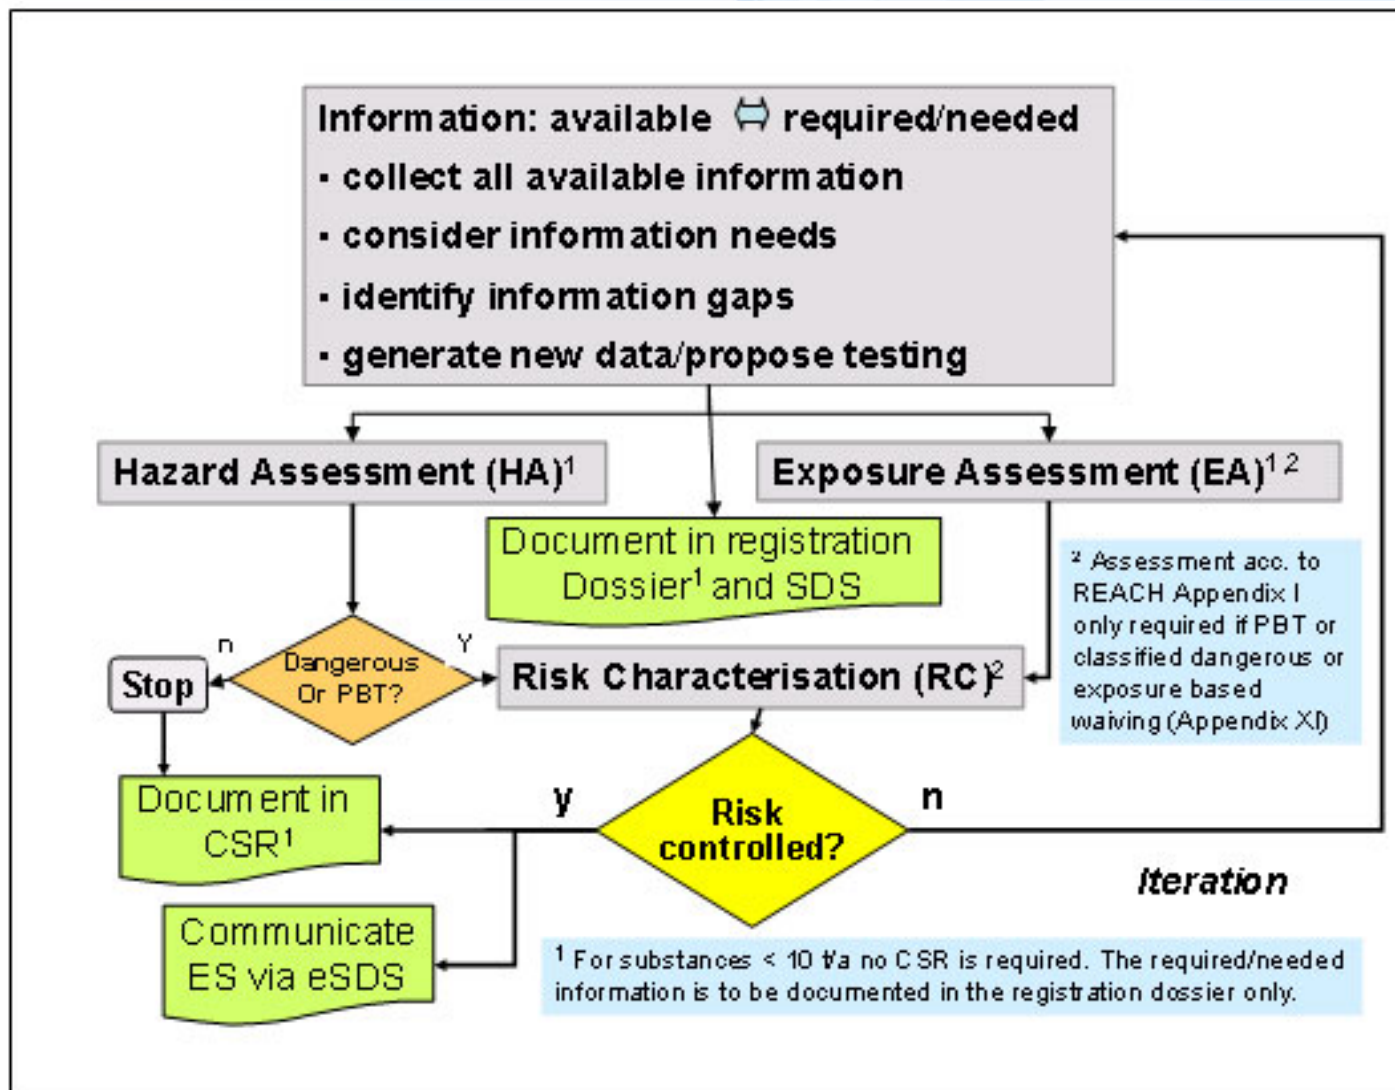 Information: available ⇔ required/needed
▪ collect all available information
▪ consider information needs
▪ identify information gaps
▪ generate new data/propose testing
Hazard Assessment (HA)¹
Exposure Assessment (EA)¹ ²
Document in registration
Dossier¹ and SDS
² Assessment acc. to
REACH Appendix I
only required if PBT or
classified dangerous or
exposure based
waiving (Appendix XI)
n
Dangerous
Or PBT?
Y
Stop
Risk Characterisation (RC)²
Document in
CSR¹
y
Risk
controlled?
n
Iteration
Communicate
ES via eSDS
¹ For substances < 10 t/a no CSR is required. The required/needed
information is to be documented in the registration dossier only.